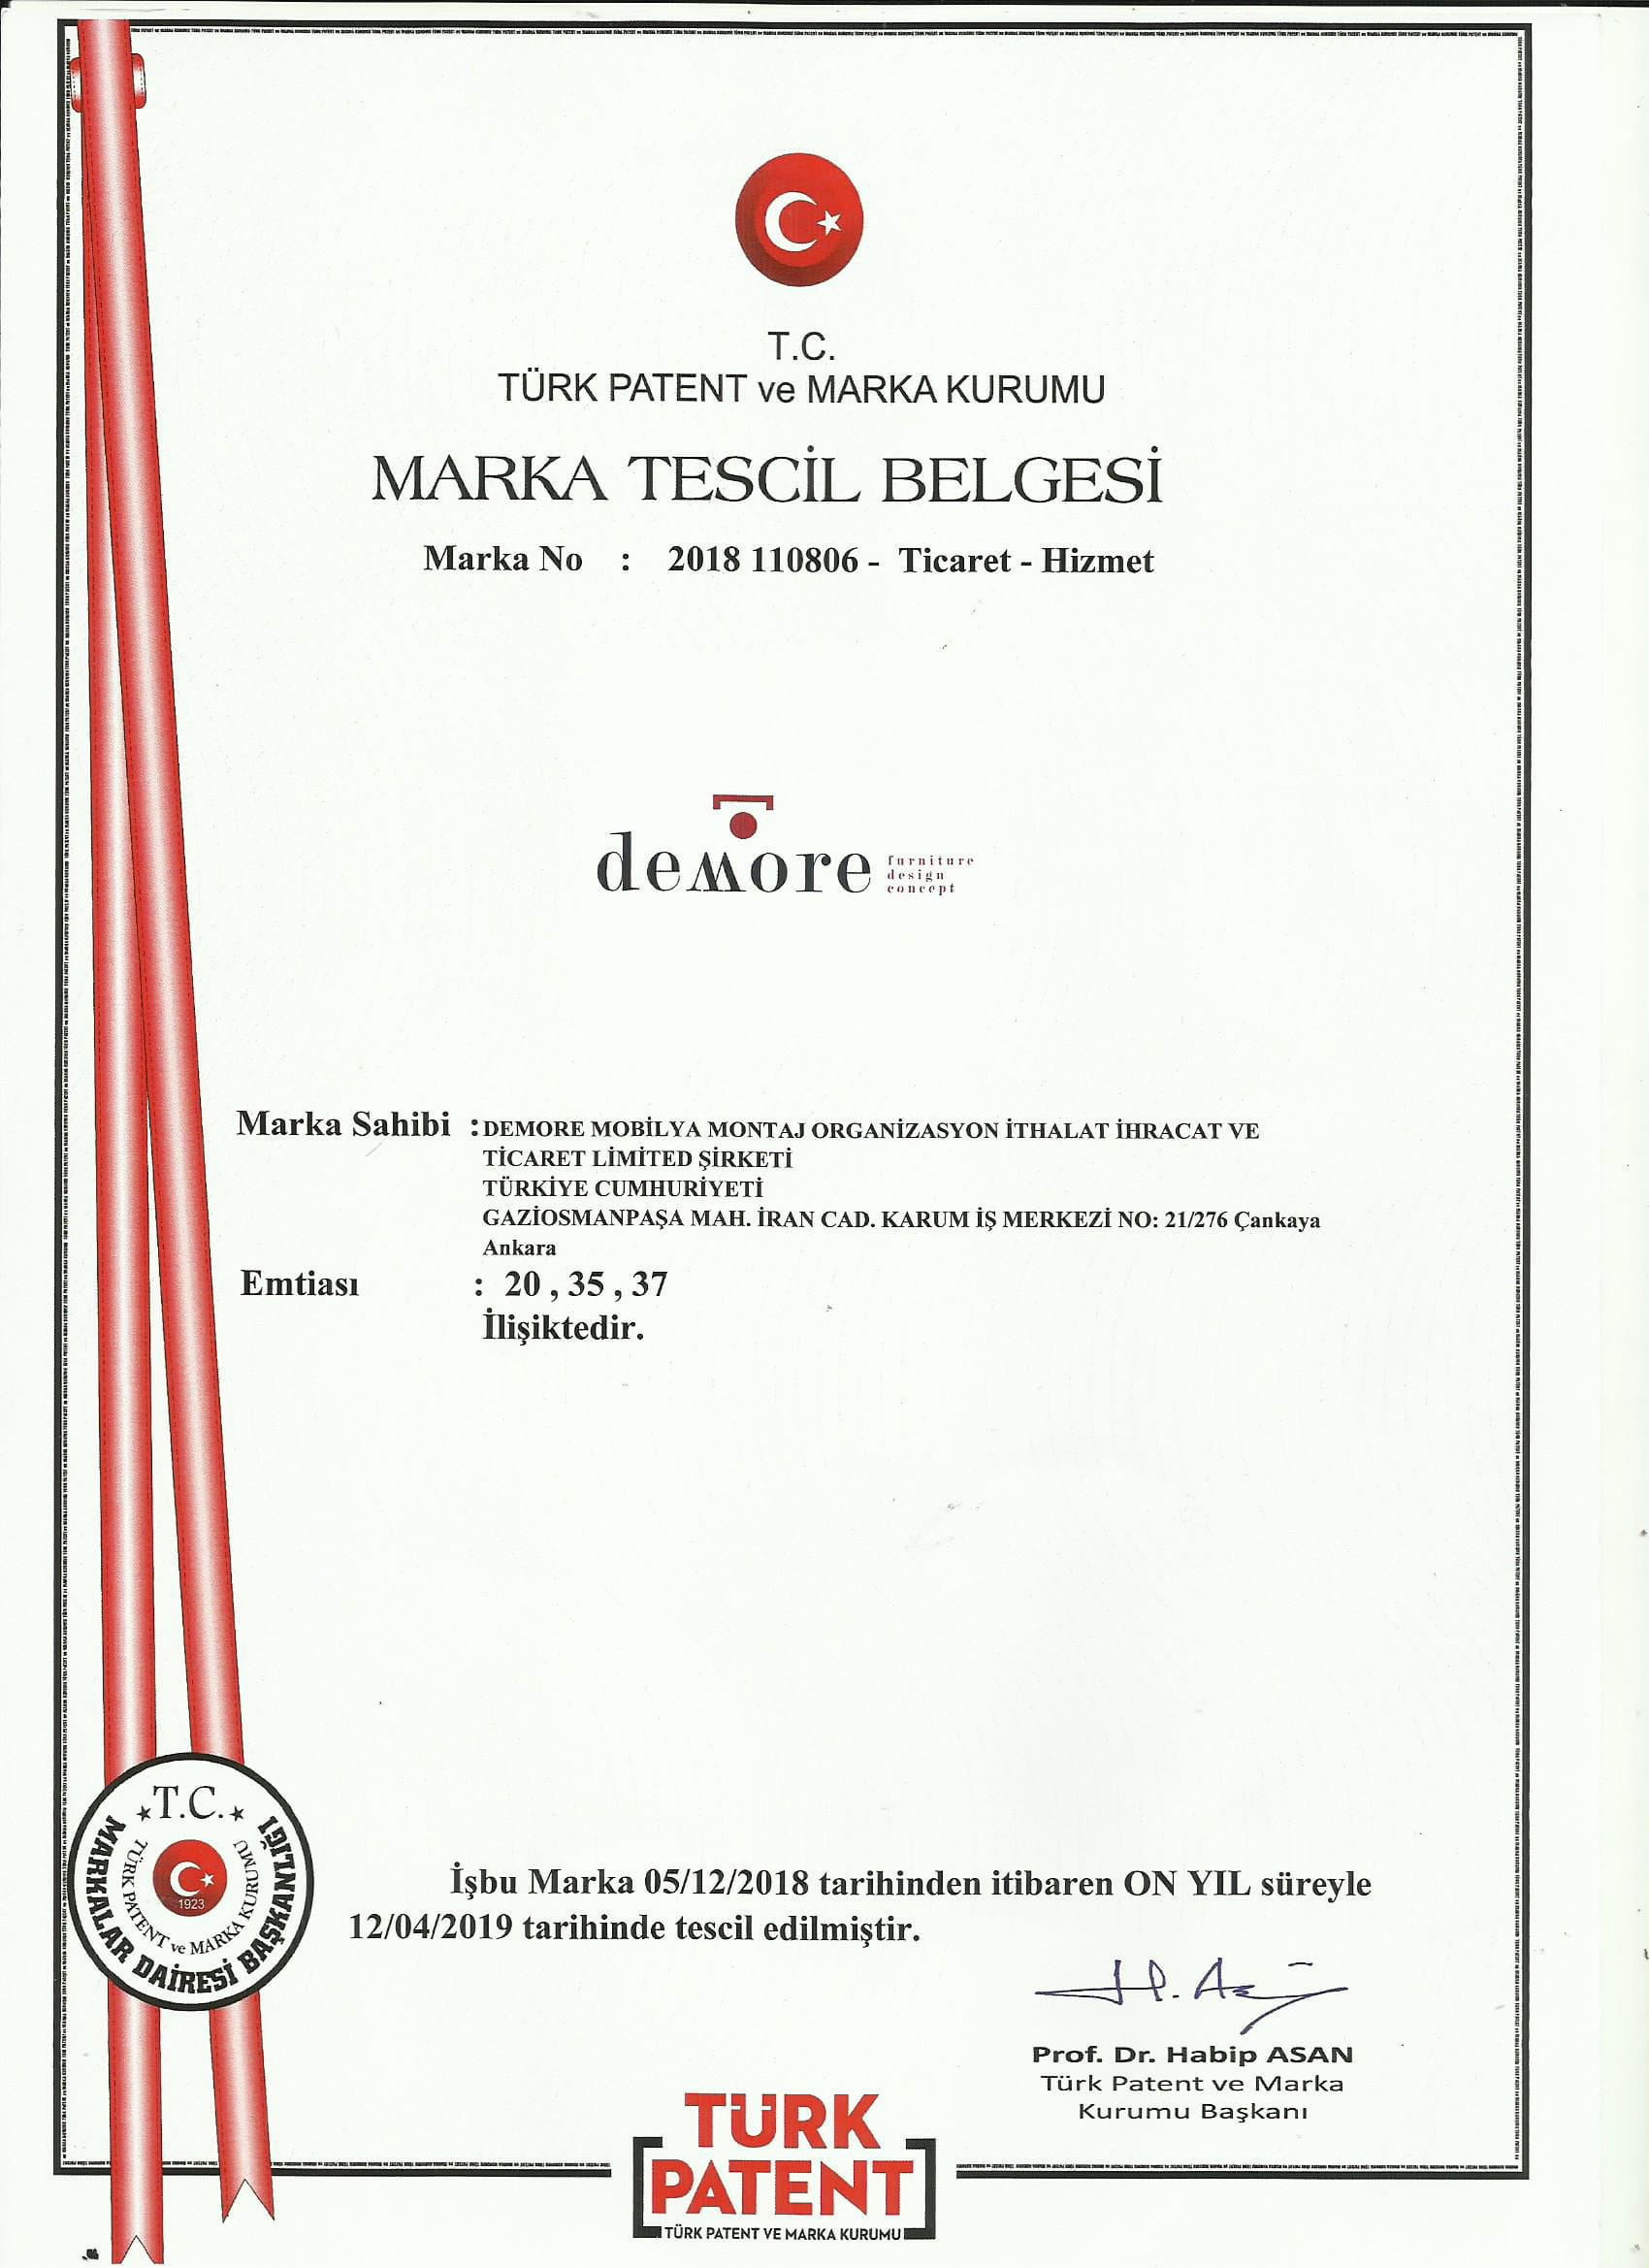 T.C.
TÜRK PATENT ve MARKA KURUMU
MARKA TESCİL BELGESİ
Marka No : 2018 110806 - Ticaret - Hizmet
demore
furniture
design
concept
Marka Sahibi : DEMORE MOBİLYA MONTAJ ORGANİZASYON İTHALAT İHRACAT VE
TİCARET LİMİTED ŞİRKETİ
TÜRKİYE CUMHURİYETİ
GAZİOSMANPAŞA MAH. İRAN CAD. KARUM İŞ MERKEZİ NO: 21/276 Çankaya
Ankara
Emtiası : 20 , 35 , 37
İlişiktedir.
T.C.
MARKALAR DAİRESİ BAŞKANLIĞI
TÜRK PATENT ve MARKA KURUMU
1923
İşbu Marka 05/12/2018 tarihinden itibaren ON YIL süreyle
12/04/2019 tarihinde tescil edilmiştir.
H. Asan
Prof. Dr. Habip ASAN
Türk Patent ve Marka
Kurumu Başkanı
TÜRK
PATENT
TÜRK PATENT VE MARKA KURUMU